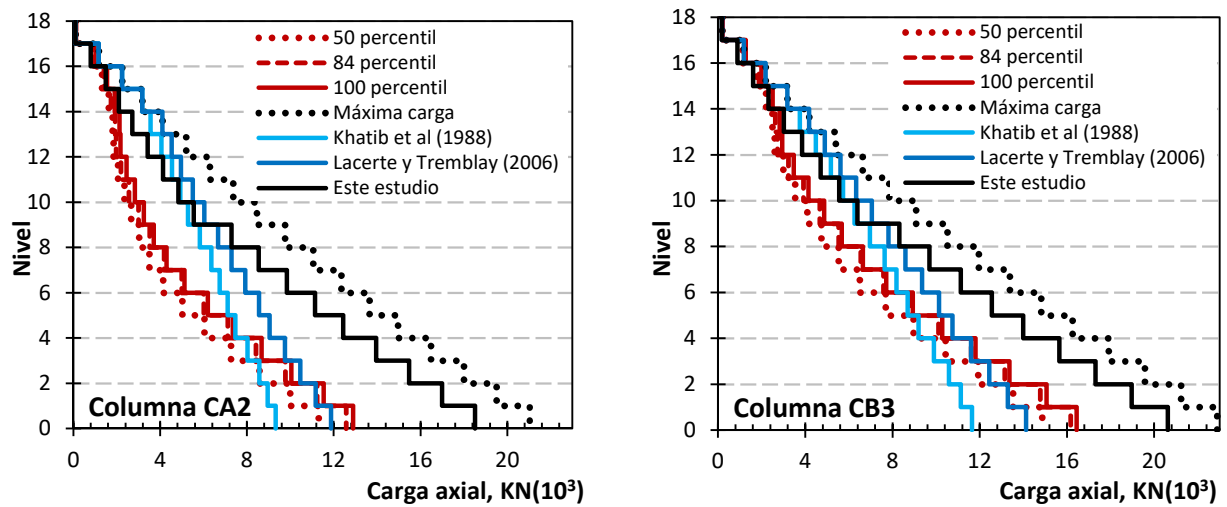 18
16
14
12
10
8
6
4
2
0
Nivel
50 percentil
84 percentil
100 percentil
Máxima carga
Khatib et al (1988)
Lacerte y Tremblay (2006)
Este estudio
Columna CA2
0 4 8 12 16 20
Carga axial, KN(10³)
18
16
14
12
10
8
6
4
2
0
Nivel
50 percentil
84 percentil
100 percentil
Máxima carga
Khatib et al (1988)
Lacerte y Tremblay (2006)
Este estudio
Columna CB3
0 4 8 12 16 20
Carga axial, KN(10³)